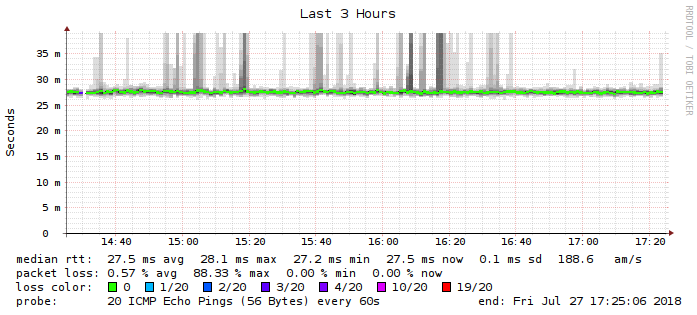 Last 3 Hours
RRDTOOL / TOBI OETIKER
Seconds
35 m
30 m
25 m
20 m
15 m
10 m
5 m
0
14:40 15:00 15:20 15:40 16:00 16:20 16:40 17:00 17:20
median rtt: 27.5 ms avg 28.1 ms max 27.2 ms min 27.5 ms now 0.1 ms sd 188.6 am/s
packet loss: 0.57 % avg 88.33 % max 0.00 % min 0.00 % now
loss color: 0 1/20 2/20 3/20 4/20 10/20 19/20
probe: 20 ICMP Echo Pings (56 Bytes) every 60s end: Fri Jul 27 17:25:06 2018